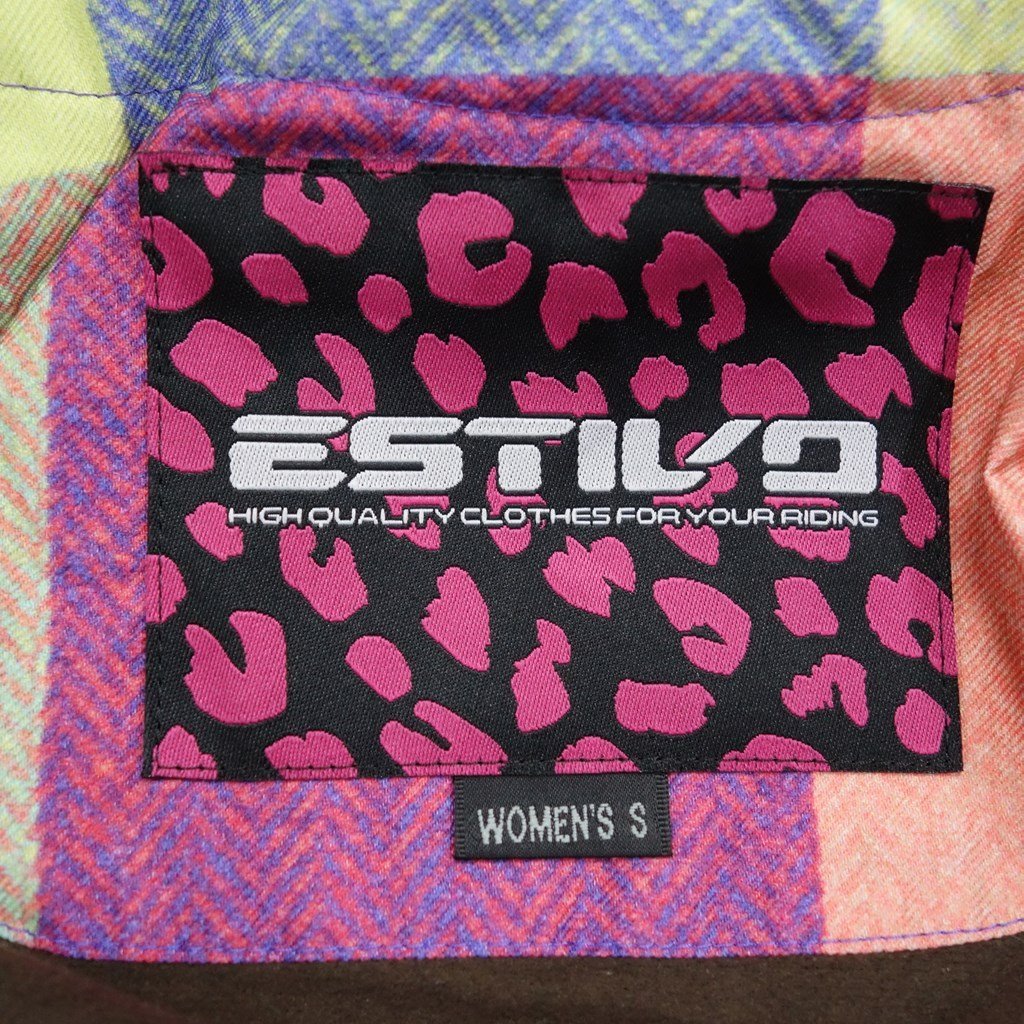 ESTIVO
HIGH QUALITY CLOTHES FOR YOUR RIDING
WOMEN'S S